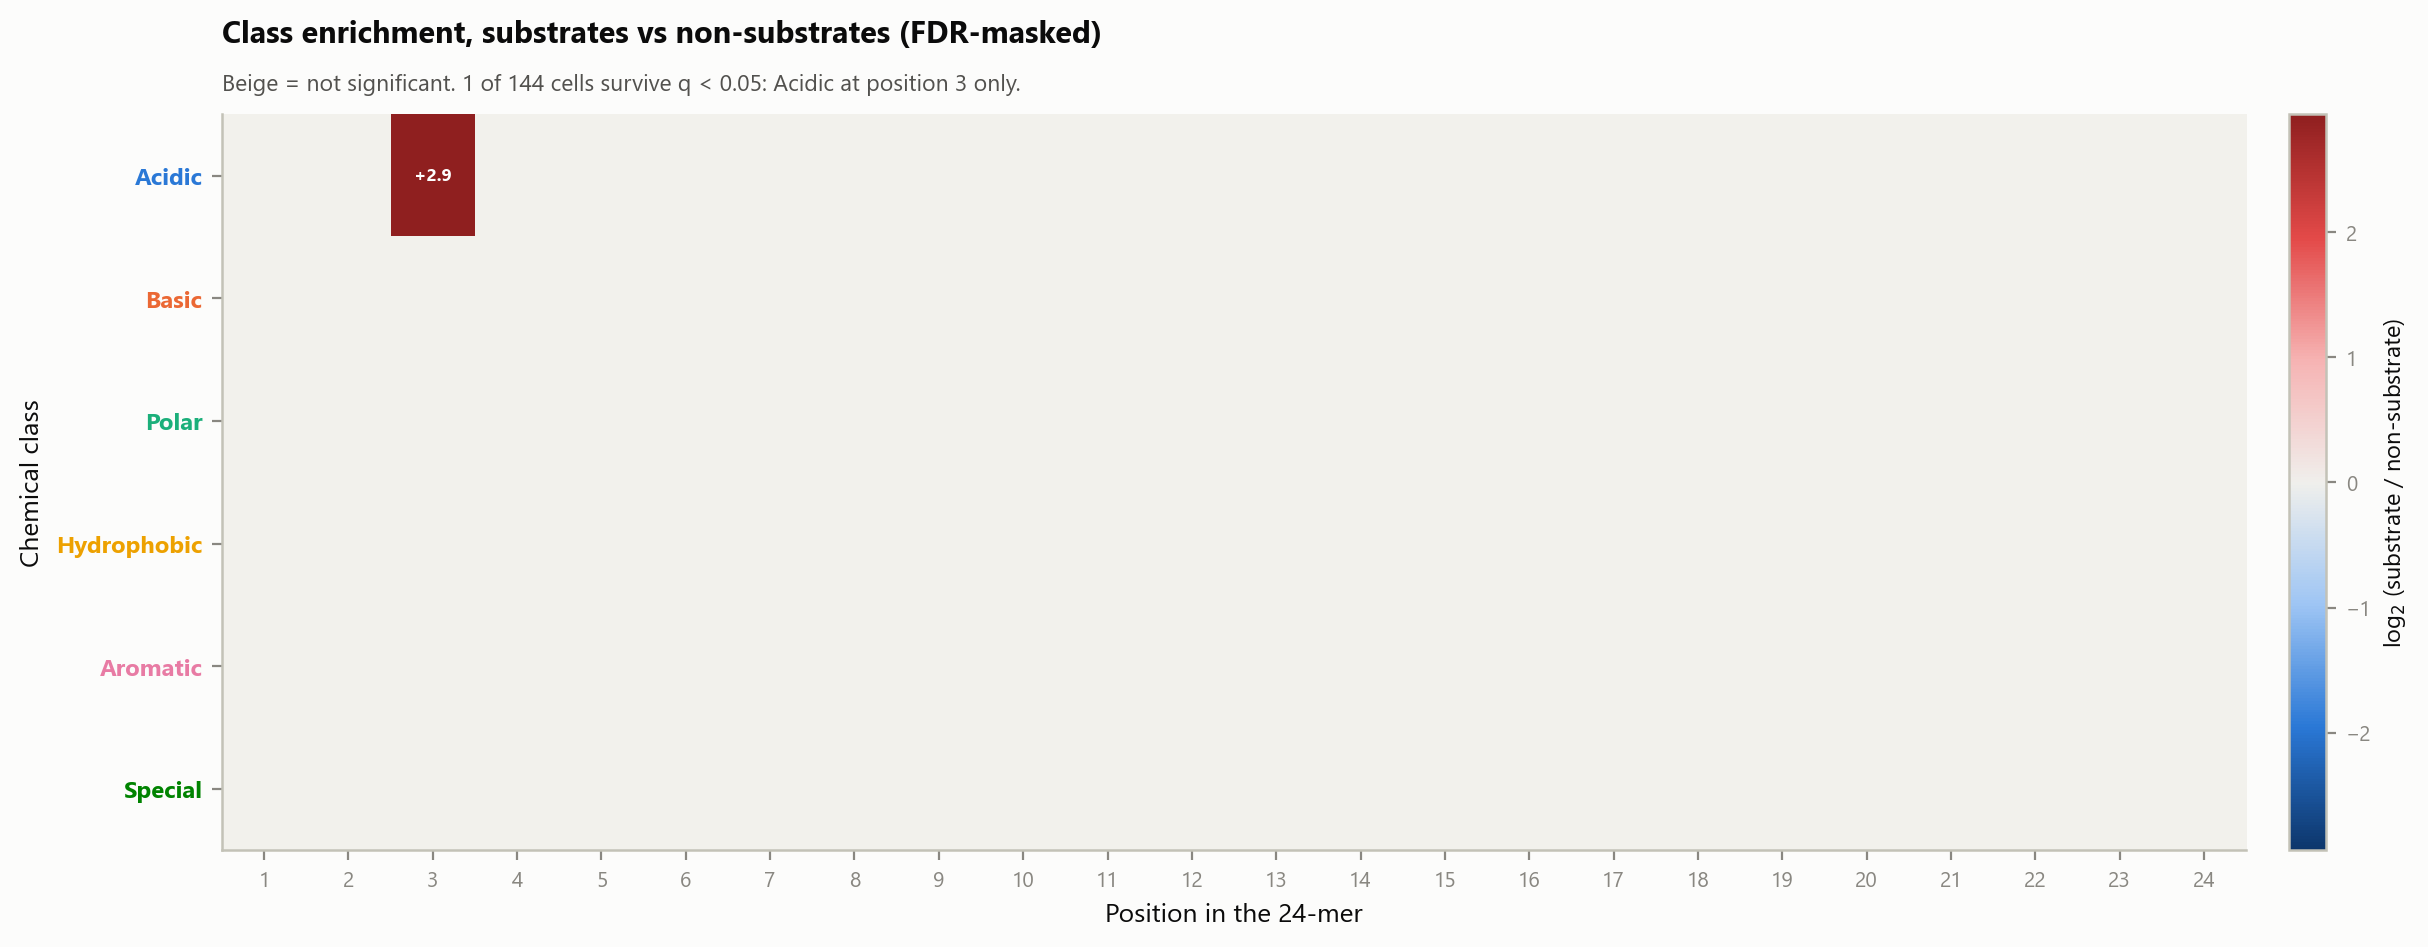 Class enrichment, substrates vs non-substrates (FDR-masked)
Beige = not significant. 1 of 144 cells survive q < 0.05: Acidic at position 3 only.
Chemical class
Acidic
Basic
Polar
Hydrophobic
Aromatic
Special
+2.9
1 2 3 4 5 6 7 8 9 10 11 12 13 14 15 16 17 18 19 20 21 22 23 24
Position in the 24-mer
2
1
0
−1
−2
log₂ (substrate / non-substrate)